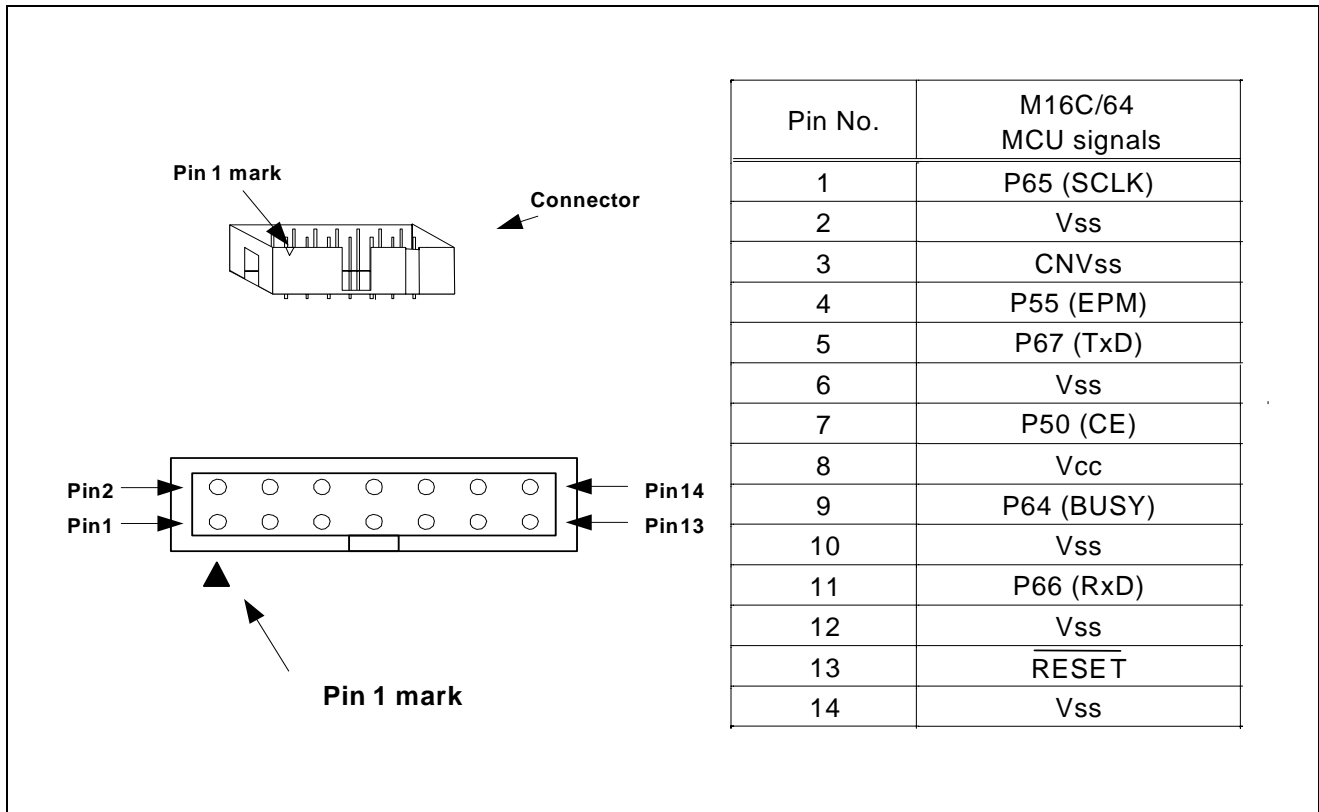 Pin 1 mark
Connector
Pin2
Pin1
Pin14
Pin13
Pin 1 mark
Pin No. M16C/64
MCU signals
1 P65 (SCLK)
2 Vss
3 CNVss
4 P55 (EPM)
5 P67 (TxD)
6 Vss
7 P50 (CE)
8 Vcc
9 P64 (BUSY)
10 Vss
11 P66 (RxD)
12 Vss
13 RESET
14 Vss